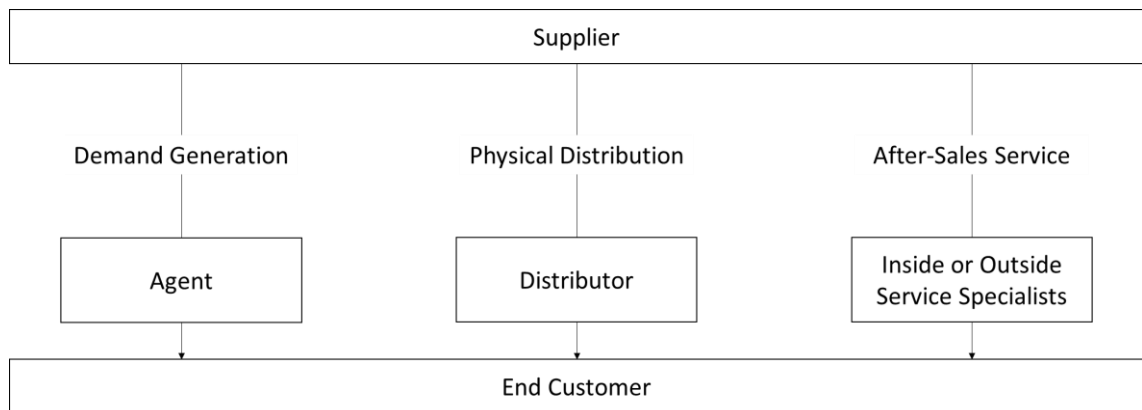 Supplier
Demand Generation
Physical Distribution
After-Sales Service
Agent
Distributor
Inside or Outside
Service Specialists
End Customer